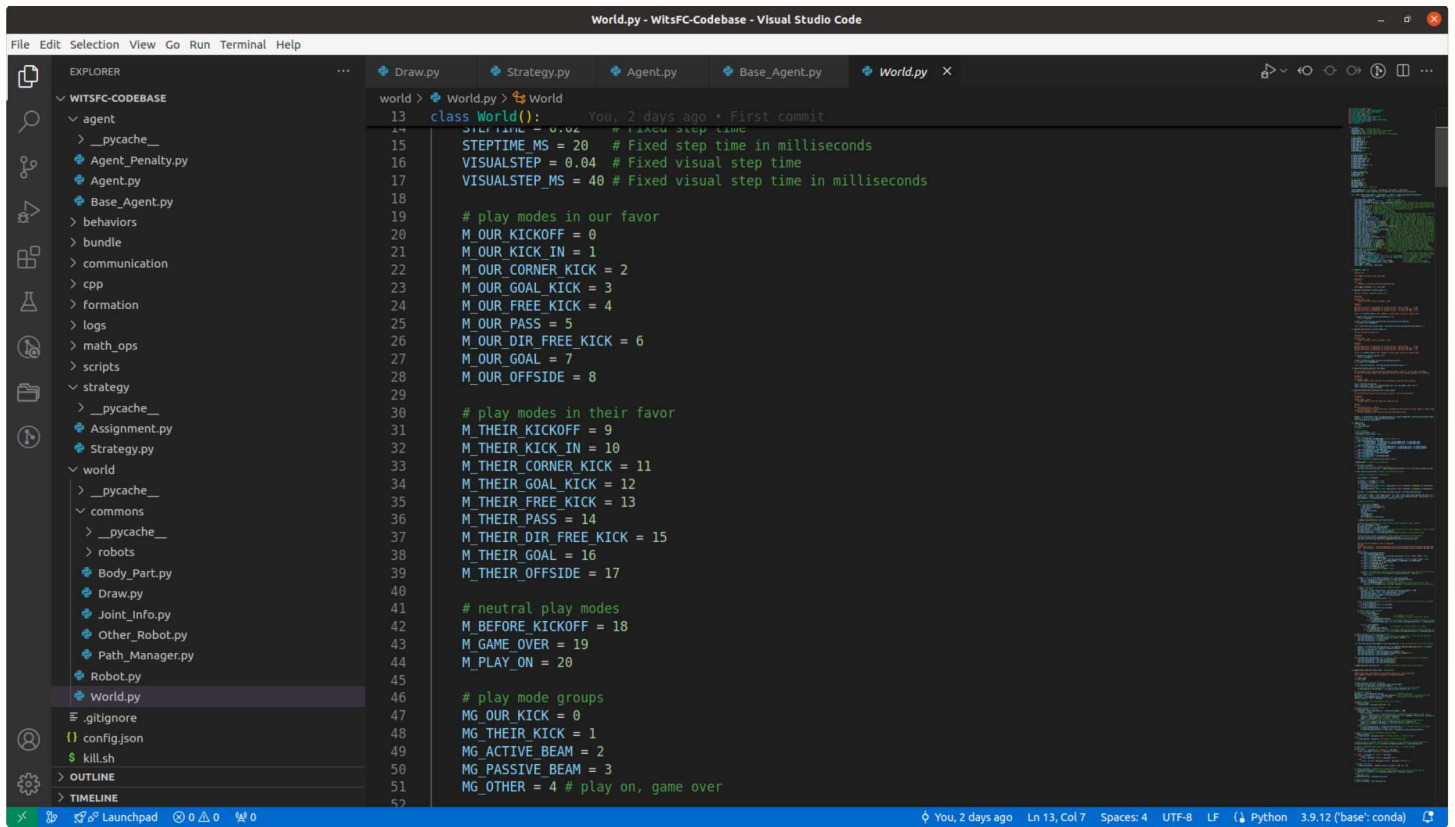 World.py - WitsFC-Codebase - Visual Studio Code
File Edit Selection View Go Run Terminal Help
EXPLORER
WITSFC-CODEBASE
agent
__pycache__
Agent_Penalty.py
Agent.py
Base_Agent.py
behaviors
bundle
communication
cpp
formation
logs
math_ops
scripts
strategy
__pycache__
Assignment.py
Strategy.py
world
__pycache__
commons
__pycache__
robots
Body_Part.py
Draw.py
Joint_Info.py
Other_Robot.py
Path_Manager.py
Robot.py
World.py
.gitignore
{} config.json
$ kill.sh
OUTLINE
TIMELINE
Draw.py Strategy.py Agent.py Base_Agent.py World.py
world > World.py > World
13 class World(): You, 2 days ago • First commit
14 STEPTIME = 0.02 # Fixed step time
15 STEPTIME_MS = 20 # Fixed step time in milliseconds
16 VISUALSTEP = 0.04 # Fixed visual step time
17 VISUALSTEP_MS = 40 # Fixed visual step time in milliseconds
18
19 # play modes in our favor
20 M_OUR_KICKOFF = 0
21 M_OUR_KICK_IN = 1
22 M_OUR_CORNER_KICK = 2
23 M_OUR_GOAL_KICK = 3
24 M_OUR_FREE_KICK = 4
25 M_OUR_PASS = 5
26 M_OUR_DIR_FREE_KICK = 6
27 M_OUR_GOAL = 7
28 M_OUR_OFFSIDE = 8
29
30 # play modes in their favor
31 M_THEIR_KICKOFF = 9
32 M_THEIR_KICK_IN = 10
33 M_THEIR_CORNER_KICK = 11
34 M_THEIR_GOAL_KICK = 12
35 M_THEIR_FREE_KICK = 13
36 M_THEIR_PASS = 14
37 M_THEIR_DIR_FREE_KICK = 15
38 M_THEIR_GOAL = 16
39 M_THEIR_OFFSIDE = 17
40
41 # neutral play modes
42 M_BEFORE_KICKOFF = 18
43 M_GAME_OVER = 19
44 M_PLAY_ON = 20
45
46 # play mode groups
47 MG_OUR_KICK = 0
48 MG_THEIR_KICK = 1
49 MG_ACTIVE_BEAM = 2
50 MG_PASSIVE_BEAM = 3
51 MG_OTHER = 4 # play on, game over
52
Launchpad 0 0 0 You, 2 days ago Ln 13, Col 7 Spaces: 4 UTF-8 LF Python 3.9.12 ('base': conda)